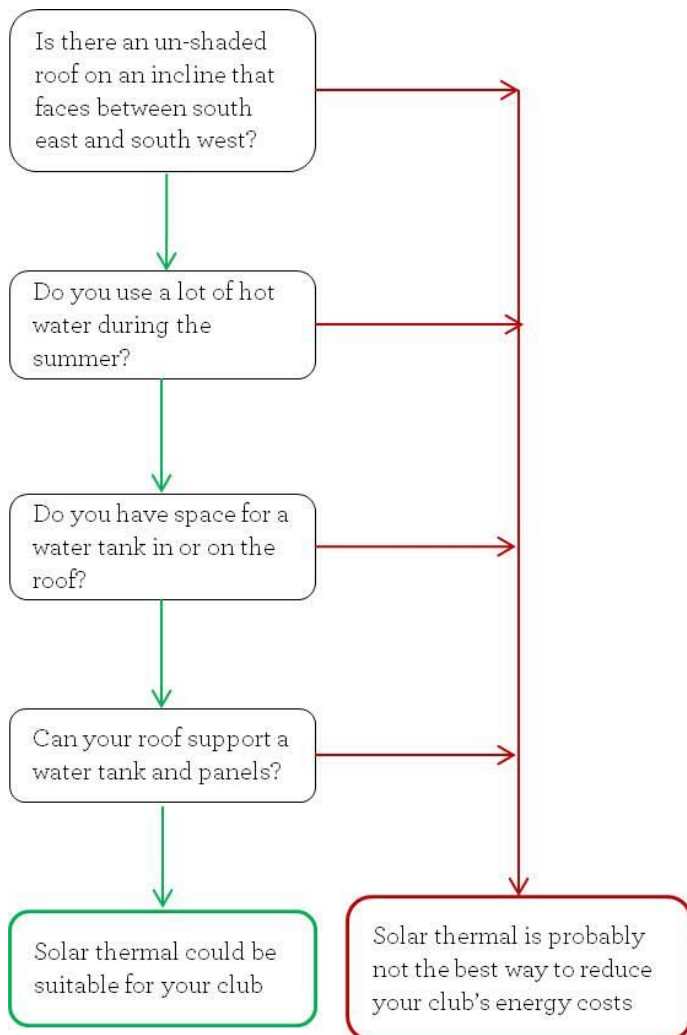 Is there an un-shaded
roof on an incline that
faces between south
east and south west?
Do you use a lot of hot
water during the
summer?
Do you have space for a
water tank in or on the
roof?
Can your roof support a
water tank and panels?
Solar thermal could be
suitable for your club
Solar thermal is probably
not the best way to reduce
your club's energy costs